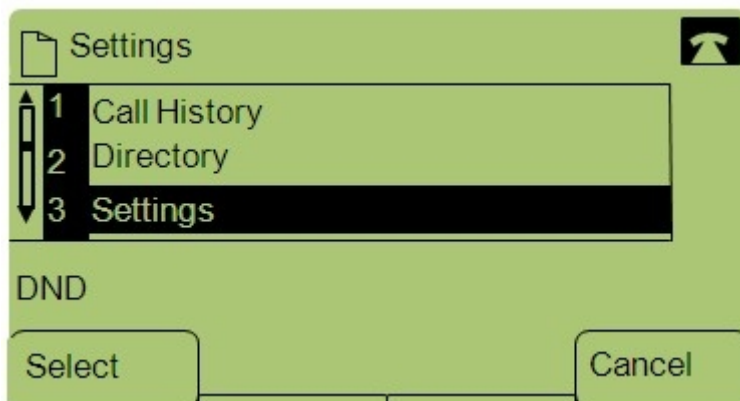 Settings
1 Call History
2 Directory
3 Settings
DND
Select Cancel